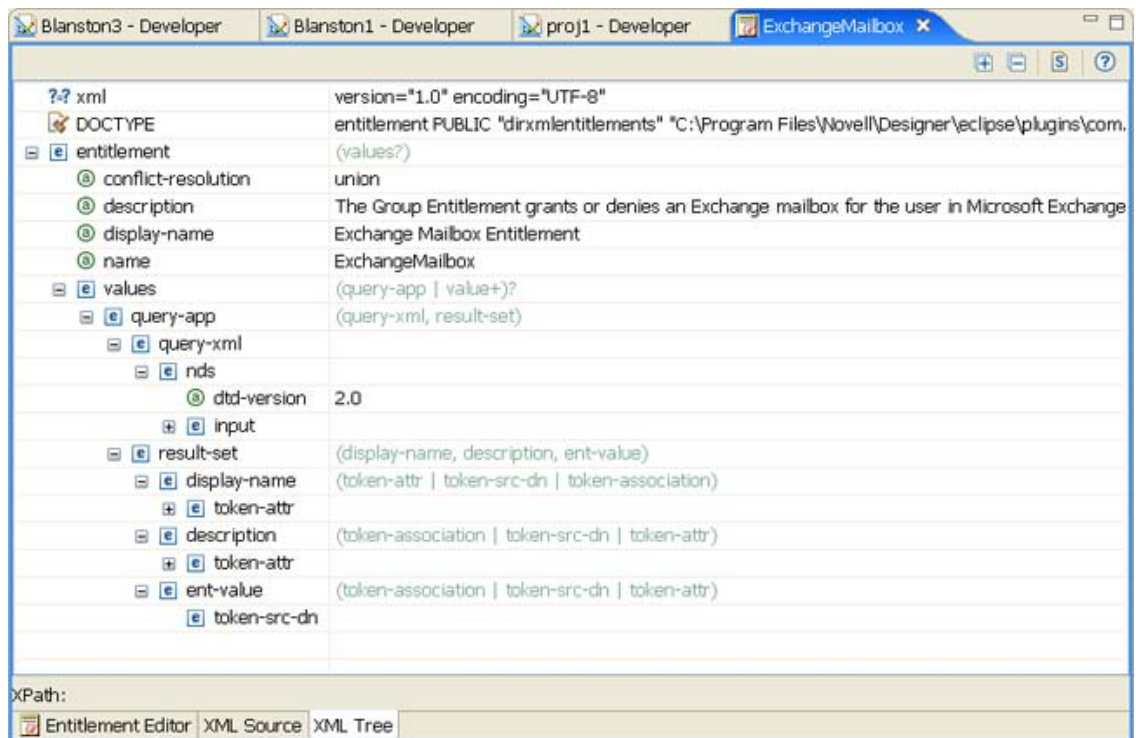 Blanston3 - Developer Blanston1 - Developer proj1 - Developer ExchangeMailbox
?=? xml version="1.0" encoding="UTF-8"
DOCTYPE entitlement PUBLIC "dirxmlentitlements" "C:\Program Files\Novell\Designer\eclipse\plugins\com.
e entitlement (values?)
a conflict-resolution union
a description The Group Entitlement grants or denies an Exchange mailbox for the user in Microsoft Exchange
a display-name Exchange Mailbox Entitlement
a name ExchangeMailbox
e values (query-app | value+)?
e query-app (query-xml, result-set)
e query-xml
e nds
a dtd-version 2.0
e input
e result-set (display-name, description, ent-value)
e display-name (token-attr | token-src-dn | token-association)
e token-attr
e description (token-association | token-src-dn | token-attr)
e token-attr
e ent-value (token-association | token-src-dn | token-attr)
e token-src-dn
XPath:
Entitlement Editor XML Source XML Tree